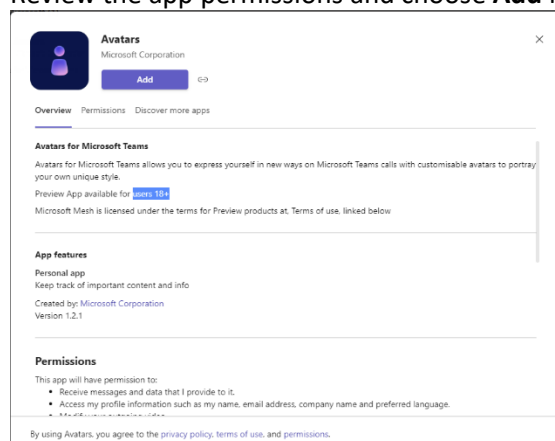 Review the app permissions and choose Add
Avatars
Microsoft Corporation
Add
Overview Permissions Discover more apps
Avatars for Microsoft Teams
Avatars for Microsoft Teams allows you to express yourself in new ways on Microsoft Teams calls with customisable avatars to portray
your own unique style.
Preview App available for users 18+
Microsoft Mesh is licensed under the terms for Preview products at, Terms of use, linked below
App features
Personal app
Keep track of important content and info
Created by: Microsoft Corporation
Version 1.2.1
Permissions
This app will have permission to:
Receive messages and data that I provide to it.
Access my profile information such as my name, email address, company name and preferred language.
By using Avatars, you agree to the privacy policy, terms of use, and permissions.